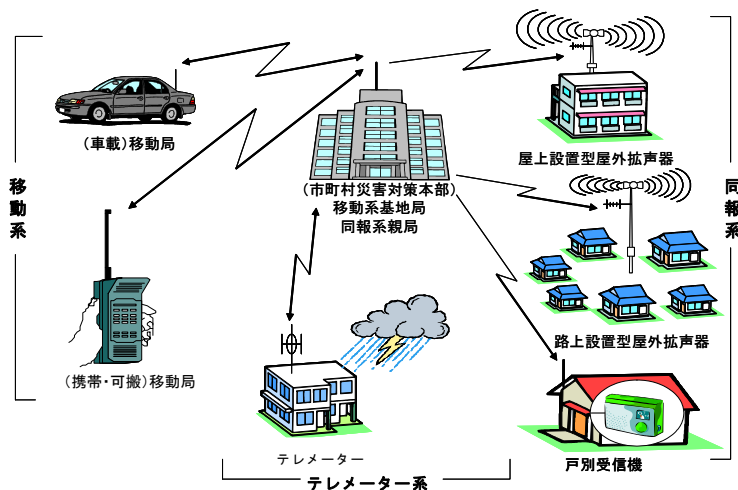 (車載)移動局
(市町村災害対策本部)
移動系基地局
同報系親局
屋上設置型屋外拡声器
移動系
同報系
路上設置型屋外拡声器
(携帯・可搬)移動局
テレメーター
戸別受信機
テレメーター系